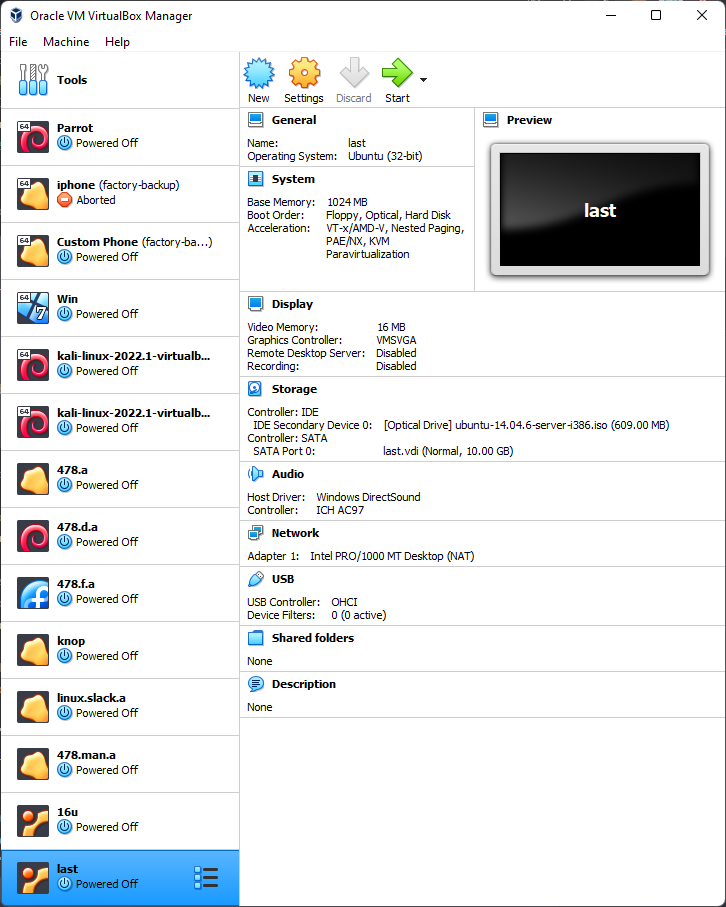 Oracle VM VirtualBox Manager
File Machine Help
Tools
64
Parrot
Powered Off
64
iphone (factory-backup)
Aborted
64
Custom Phone (factory-ba...)
Powered Off
64
7
Win
Powered Off
64
kali-linux-2022.1-virtualb...
Powered Off
64
kali-linux-2022.1-virtualb...
Powered Off
478.a
Powered Off
478.d.a
Powered Off
478.f.a
Powered Off
knop
Powered Off
linux.slack.a
Powered Off
478.man.a
Powered Off
16u
Powered Off
last
Powered Off
New Settings Discard Start
General
Name: last
Operating System: Ubuntu (32-bit)
System
Base Memory: 1024 MB
Boot Order: Floppy, Optical, Hard Disk
Acceleration: VT-x/AMD-V, Nested Paging,
PAE/NX, KVM
Paravirtualization
Preview
last
Display
Video Memory: 16 MB
Graphics Controller: VMSVGA
Remote Desktop Server: Disabled
Recording: Disabled
Storage
Controller: IDE
IDE Secondary Device 0: [Optical Drive] ubuntu-14.04.6-server-i386.iso (609.00 MB)
Controller: SATA
SATA Port 0: last.vdi (Normal, 10.00 GB)
Audio
Host Driver: Windows DirectSound
Controller: ICH AC97
Network
Adapter 1: Intel PRO/1000 MT Desktop (NAT)
USB
USB Controller: OHCI
Device Filters: 0 (0 active)
Shared folders
None
Description
None